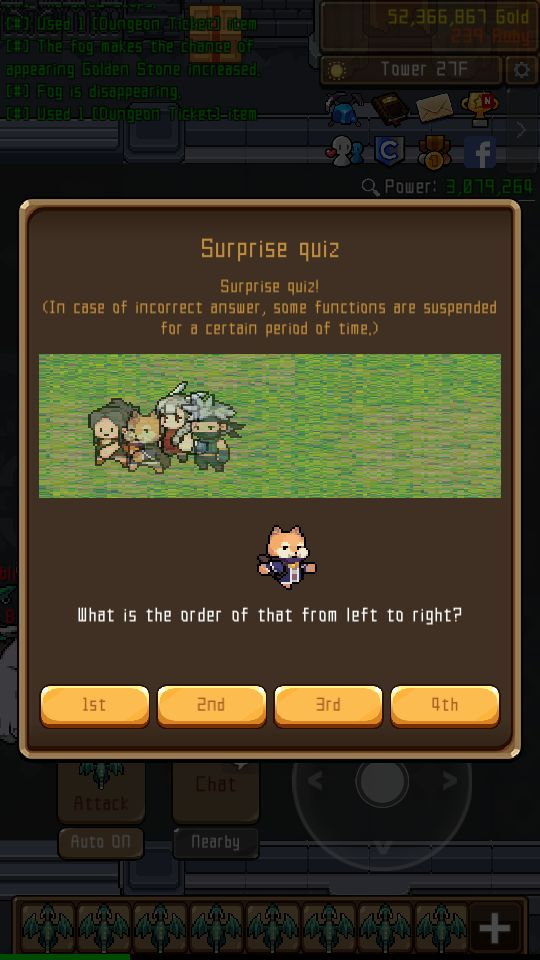 [#] Used 1 [Dungeon Ticket] item
[#] The fog makes the chance of
appearing Golden Stone increased.
[#] Fog is disappearing.
[#] Used 1 [Dungeon Ticket] item
52,366,867 Gold
239 Ruby
Tower 27F
Power: 3,079,264
Surprise quiz
Surprise quiz!
(In case of incorrect answer, some functions are suspended
for a certain period of time.)
What is the order of that from left to right?
1st
2nd
3rd
4th
Attack
Chat
Auto ON
Nearby